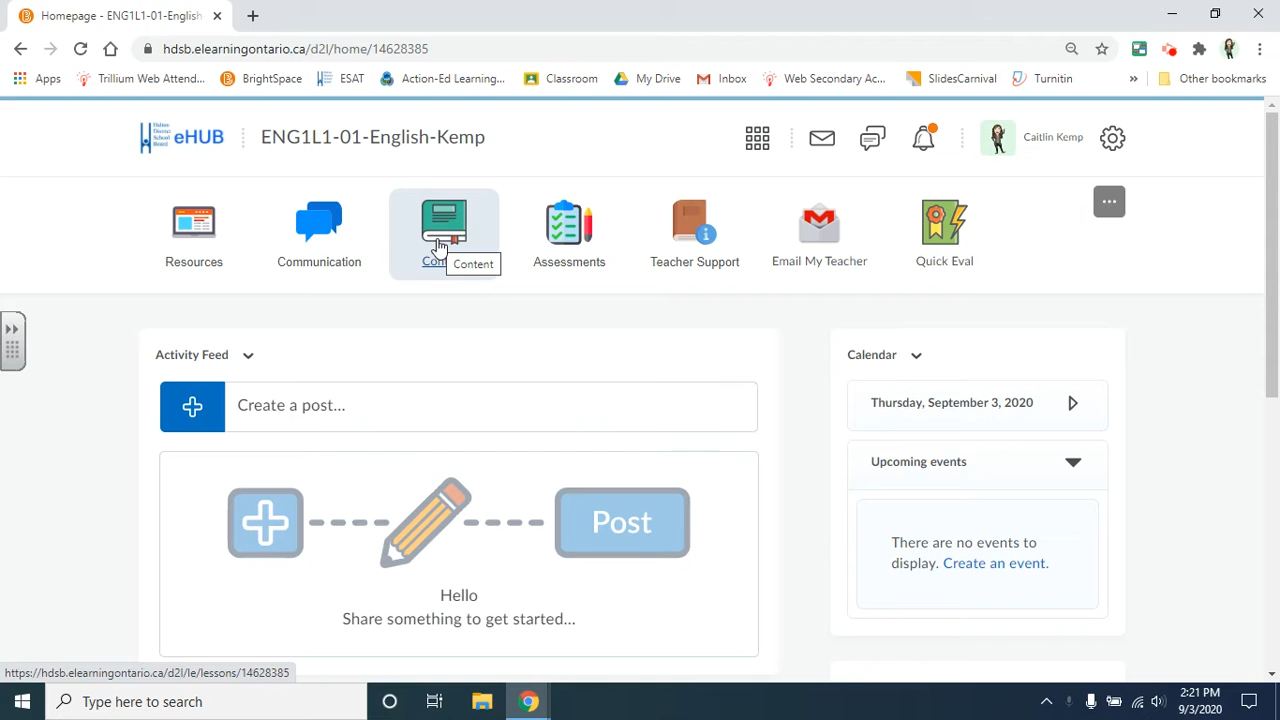 Homepage - ENG1L1-01-English
hdsb.elearningontario.ca/d2l/home/14628385
Apps
Trillium Web Attend...
BrightSpace
ESAT
Action-Ed Learning...
Classroom
My Drive
Inbox
Web Secondary Ac...
SlidesCarnival
Turnitin
»
Other bookmarks
Halton District School Board
eHUB
ENG1L1-01-English-Kemp
Caitlin Kemp
Resources
Communication
Content
Assessments
Teacher Support
Email My Teacher
Quick Eval
Activity Feed
Create a post...
Post
Hello
Share something to get started...
Calendar
Thursday, September 3, 2020
Upcoming events
There are no events to
display. Create an event.
https://hdsb.elearningontario.ca/d2l/le/lessons/14628385
Type here to search
2:21 PM
9/3/2020